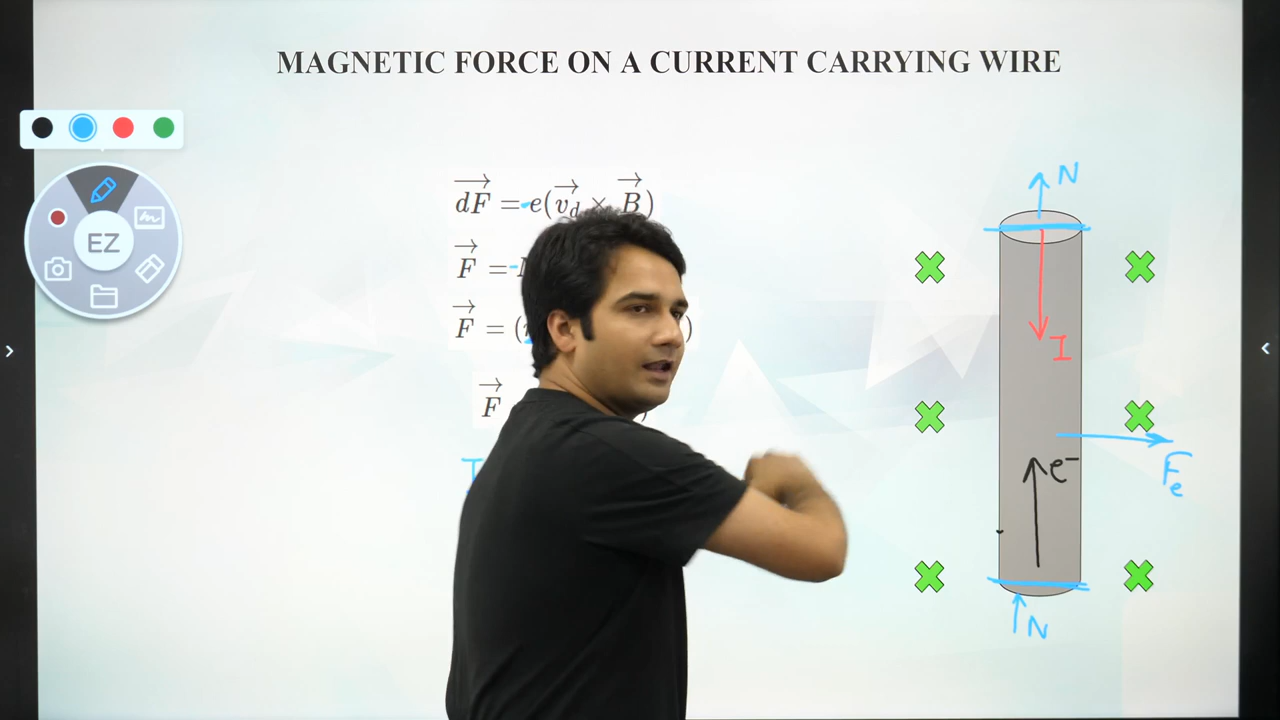 MAGNETIC FORCE ON A CURRENT CARRYING WIRE
EZ
dF = -e(v_d × B)
F = -
F = (
F
N
I
e⁻
F_e
N